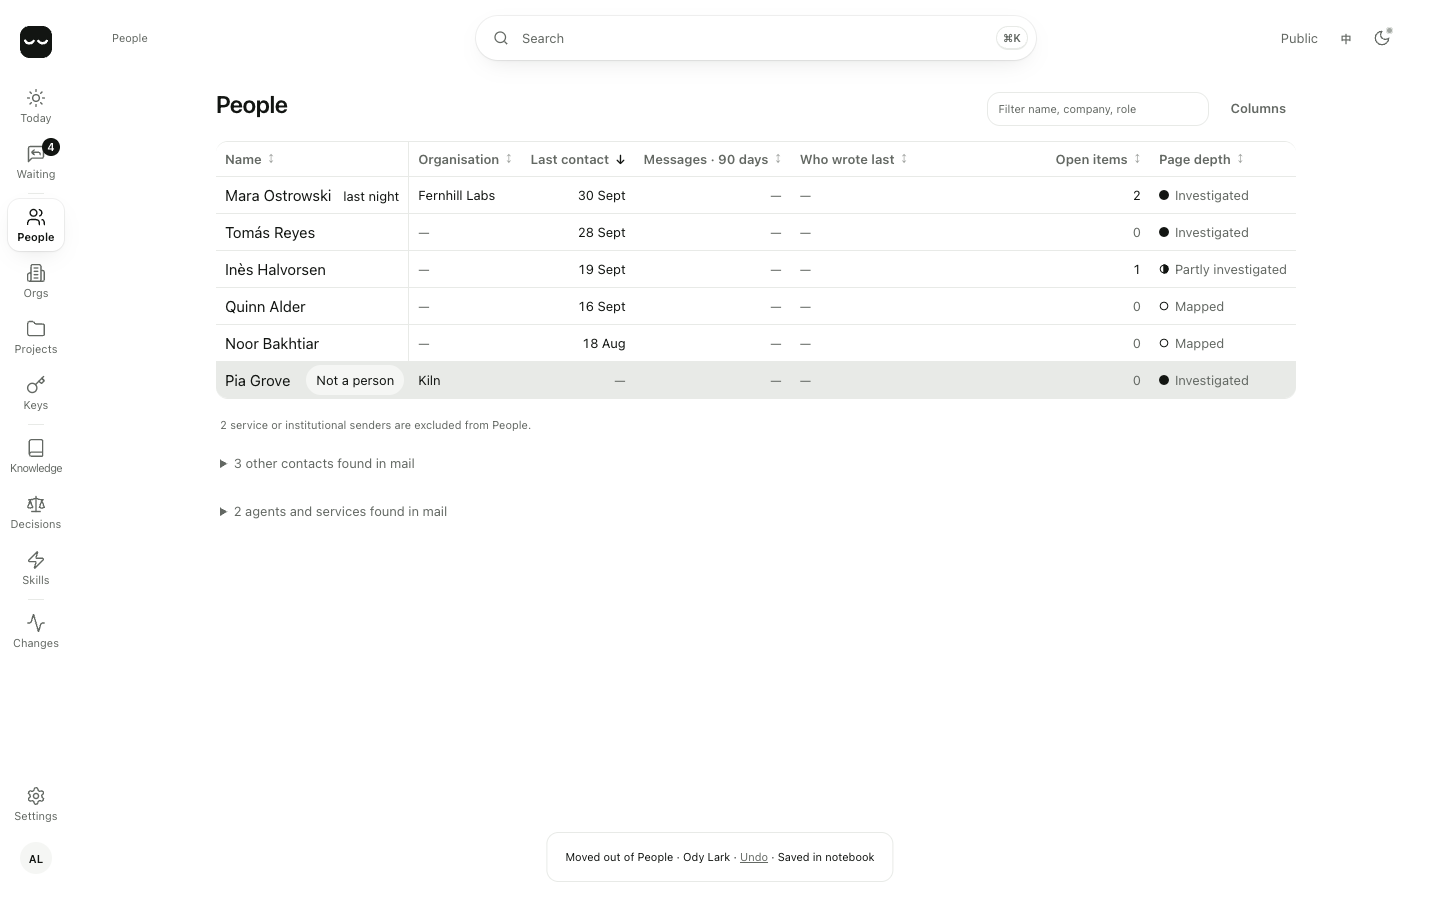 People
Search
⌘K
Public
中
Today
4
Waiting
People
Orgs
Projects
Keys
Knowledge
Decisions
Skills
Changes
Settings
AL
People
Filter name, company, role
Columns
Name ↕ Organisation ↕ Last contact ↓ Messages · 90 days ↕ Who wrote last ↕ Open items ↕ Page depth ↕
Mara Ostrowski last night Fernhill Labs 30 Sept — — 2 Investigated
Tomás Reyes — 28 Sept — — 0 Investigated
Inès Halvorsen — 19 Sept — — 1 Partly investigated
Quinn Alder — 16 Sept — — 0 Mapped
Noor Bakhtiar — 18 Aug — — 0 Mapped
Pia Grove Not a person Kiln — — — 0 Investigated
2 service or institutional senders are excluded from People.
3 other contacts found in mail
2 agents and services found in mail
Moved out of People · Ody Lark · Undo · Saved in notebook